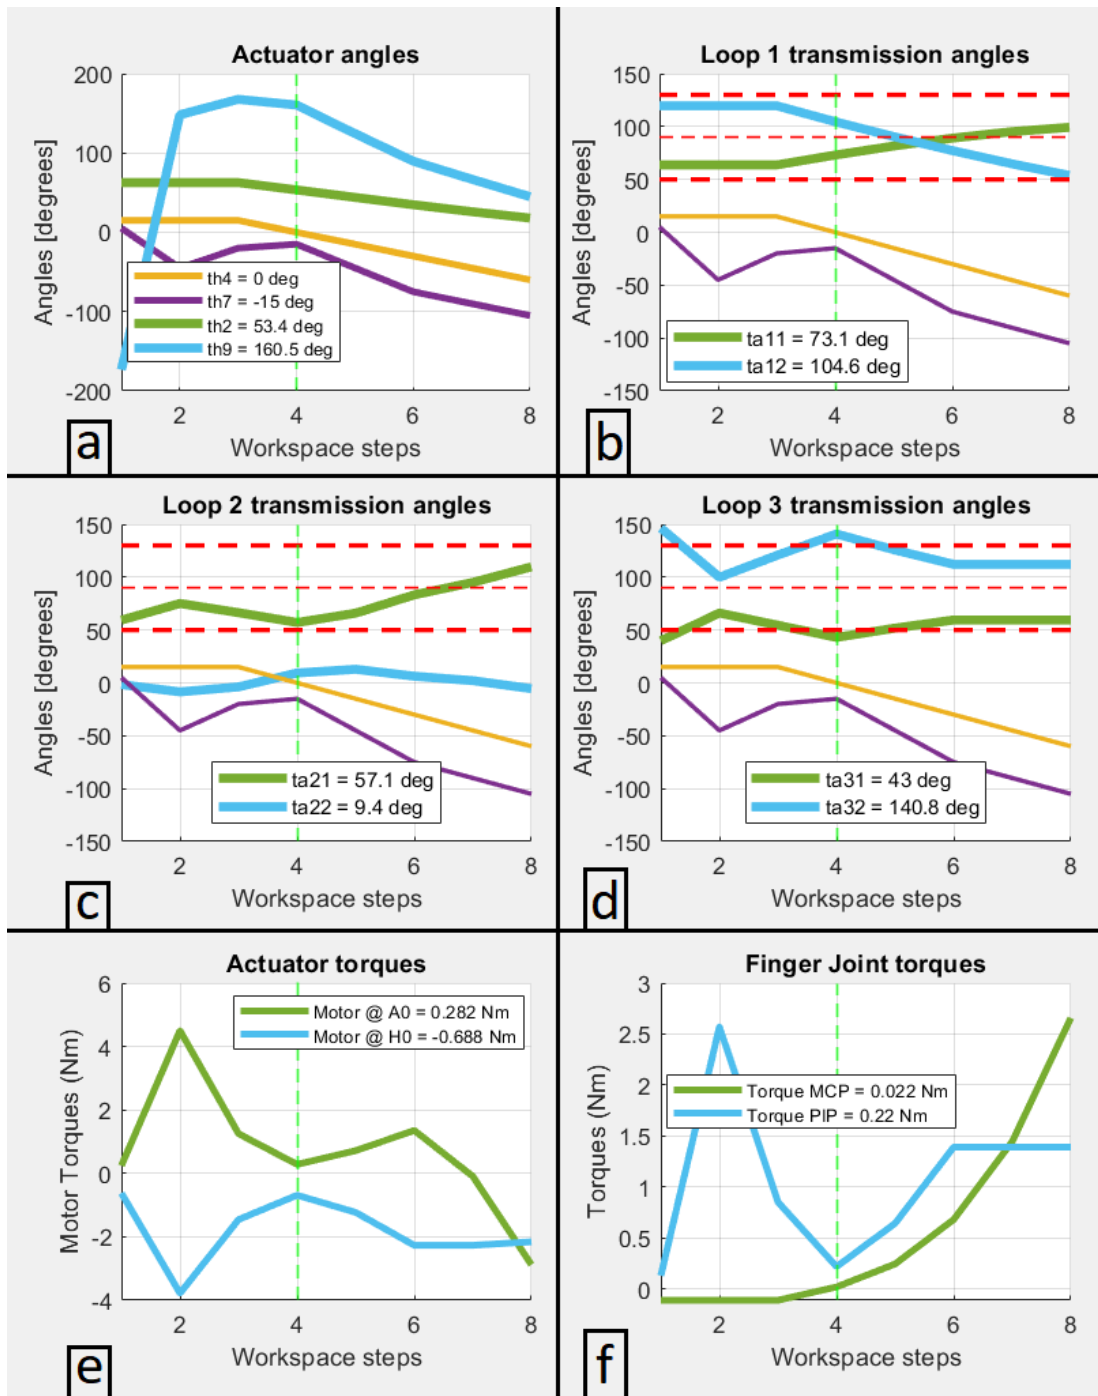 Actuator angles
200
100
0
-100
-200
Angles [degrees]
th4 = 0 deg
th7 = -15 deg
th2 = 53.4 deg
th9 = 160.5 deg
2
4
6
8
Workspace steps
a
Loop 1 transmission angles
150
100
50
0
-50
-100
-150
Angles [degrees]
ta11 = 73.1 deg
ta12 = 104.6 deg
2
4
6
8
Workspace steps
b
Loop 2 transmission angles
150
100
50
0
-50
-100
-150
Angles [degrees]
ta21 = 57.1 deg
ta22 = 9.4 deg
2
4
6
8
Workspace steps
c
Loop 3 transmission angles
150
100
50
0
-50
-100
-150
Angles [degrees]
ta31 = 43 deg
ta32 = 140.8 deg
2
4
6
8
Workspace steps
d
Actuator torques
6
4
2
0
-2
-4
Motor Torques (Nm)
Motor @ A0 = 0.282 Nm
Motor @ H0 = -0.688 Nm
2
4
6
8
Workspace steps
e
Finger Joint torques
3
2.5
2
1.5
1
0.5
0
Torques (Nm)
Torque MCP = 0.022 Nm
Torque PIP = 0.22 Nm
2
4
6
8
Workspace steps
f